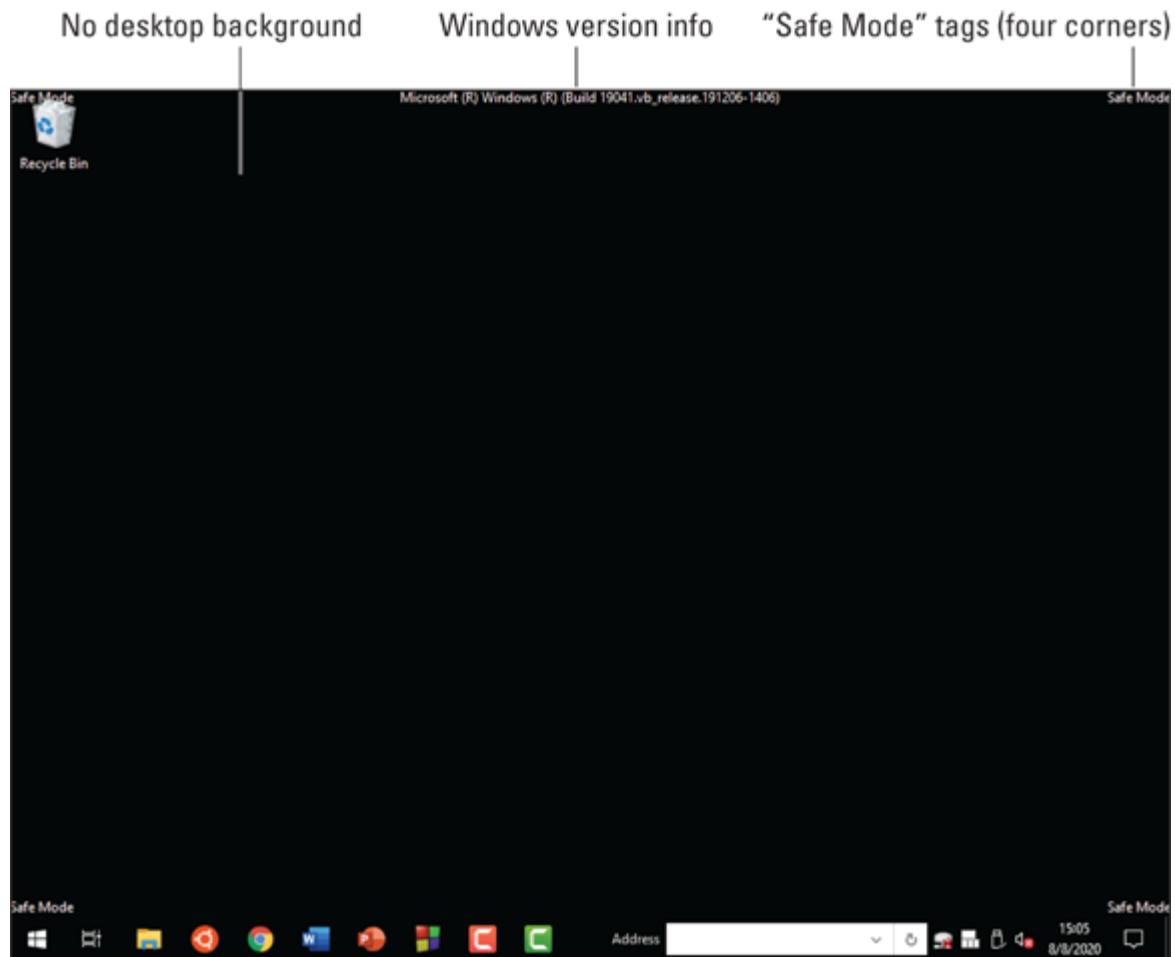 No desktop background
Windows version info
“Safe Mode” tags (four corners)
Safe Mode
Microsoft (R) Windows (R) (Build 19041.vb_release.191206-1406)
Safe Mode
Recycle Bin
Safe Mode
Safe Mode
Address
15:05
8/8/2020